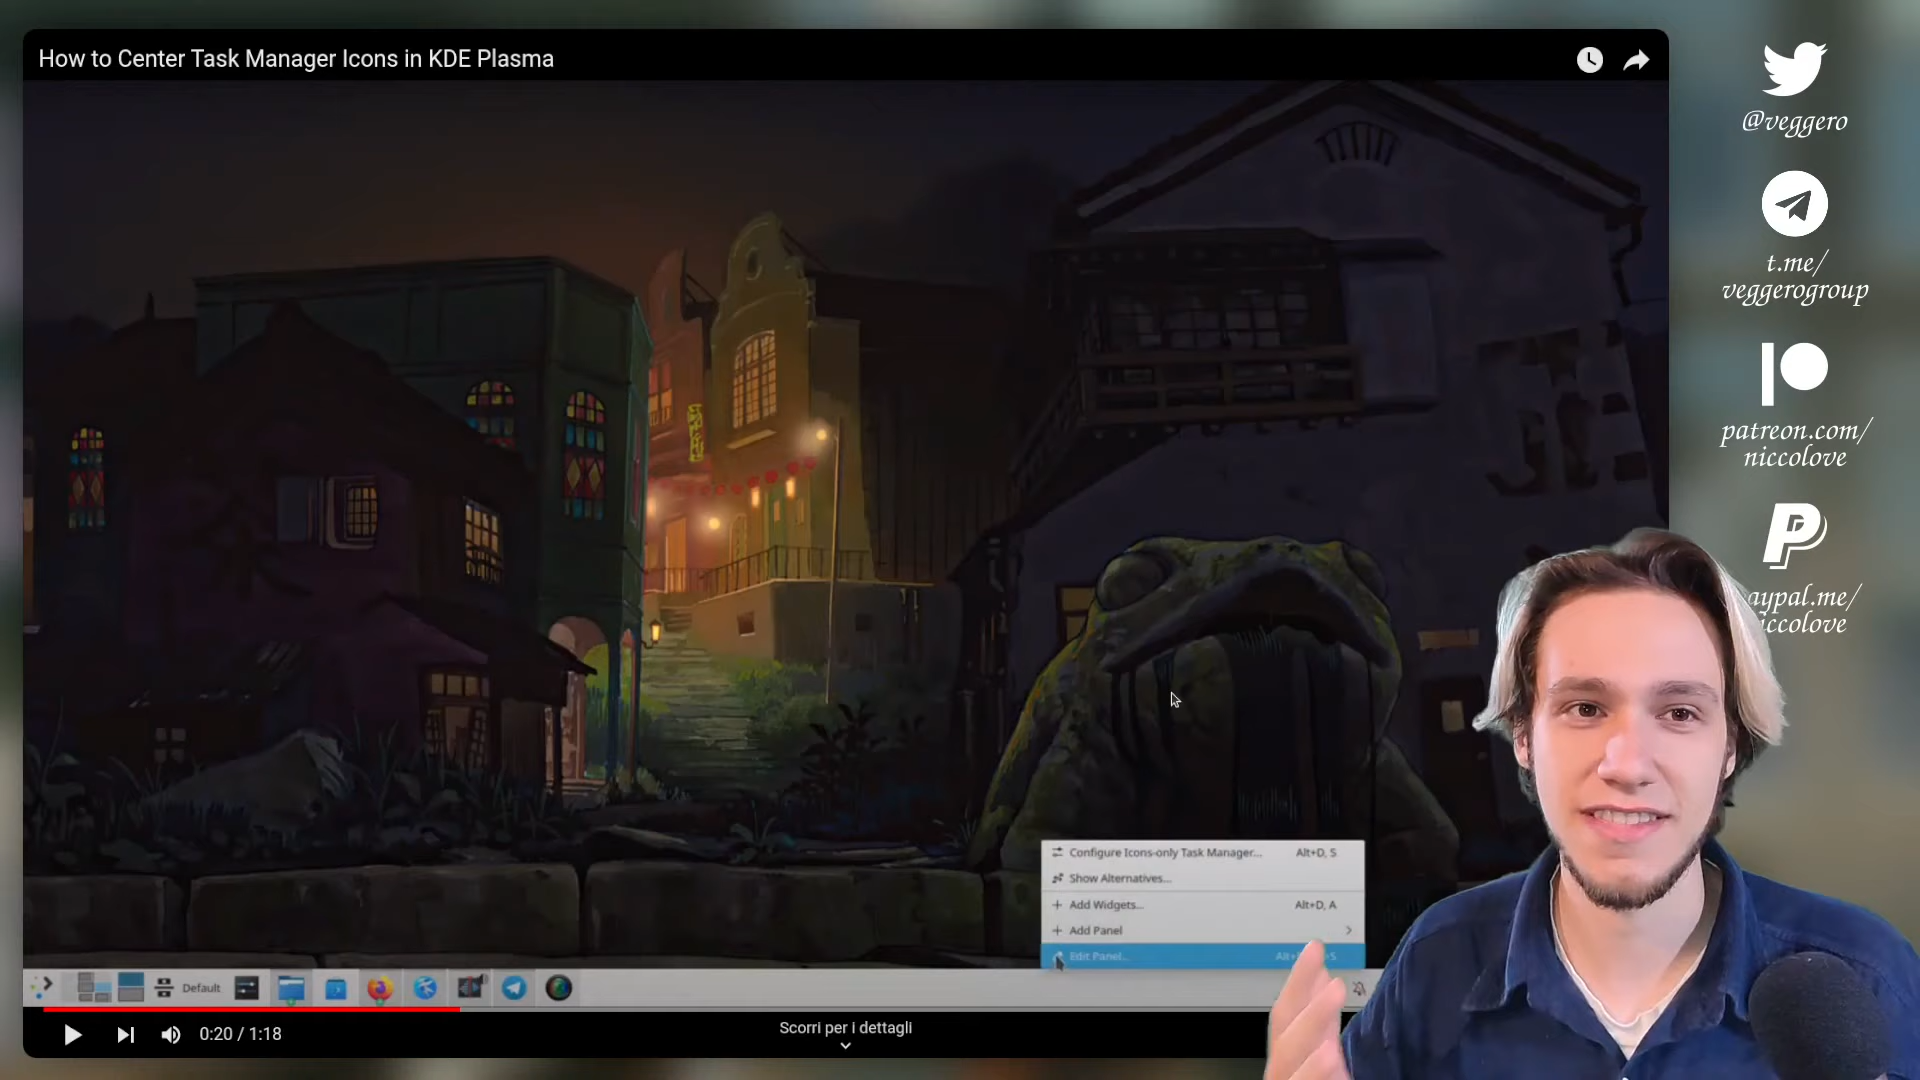 How to Center Task Manager Icons in KDE Plasma
@veggero
t.me/
veggerogroup
patreon.com/
niccolove
aypal.me/
iccolove
Configure Icons-only Task Manager... Alt+D, S
Show Alternatives...
Add Widgets... Alt+D, A
Add Panel
Edit Panel...
Default
0:20 / 1:18
Scorri per i dettagli